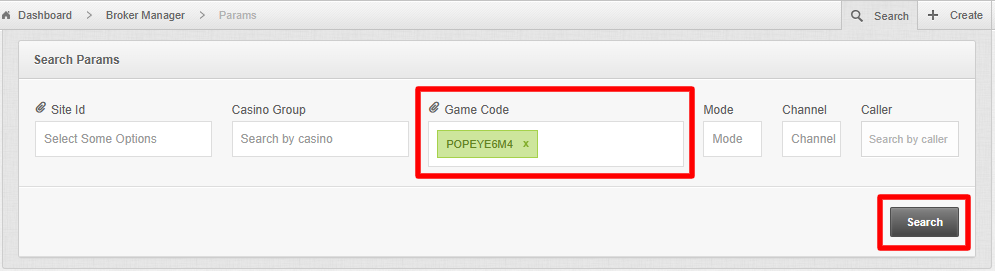 Dashboard > Broker Manager > Params
Search
+ Create
Search Params
Site Id
Casino Group
Game Code
Mode
Channel
Caller
Select Some Options
Search by casino
POPEYE6M4 x
Mode
Channel
Search by caller
Search